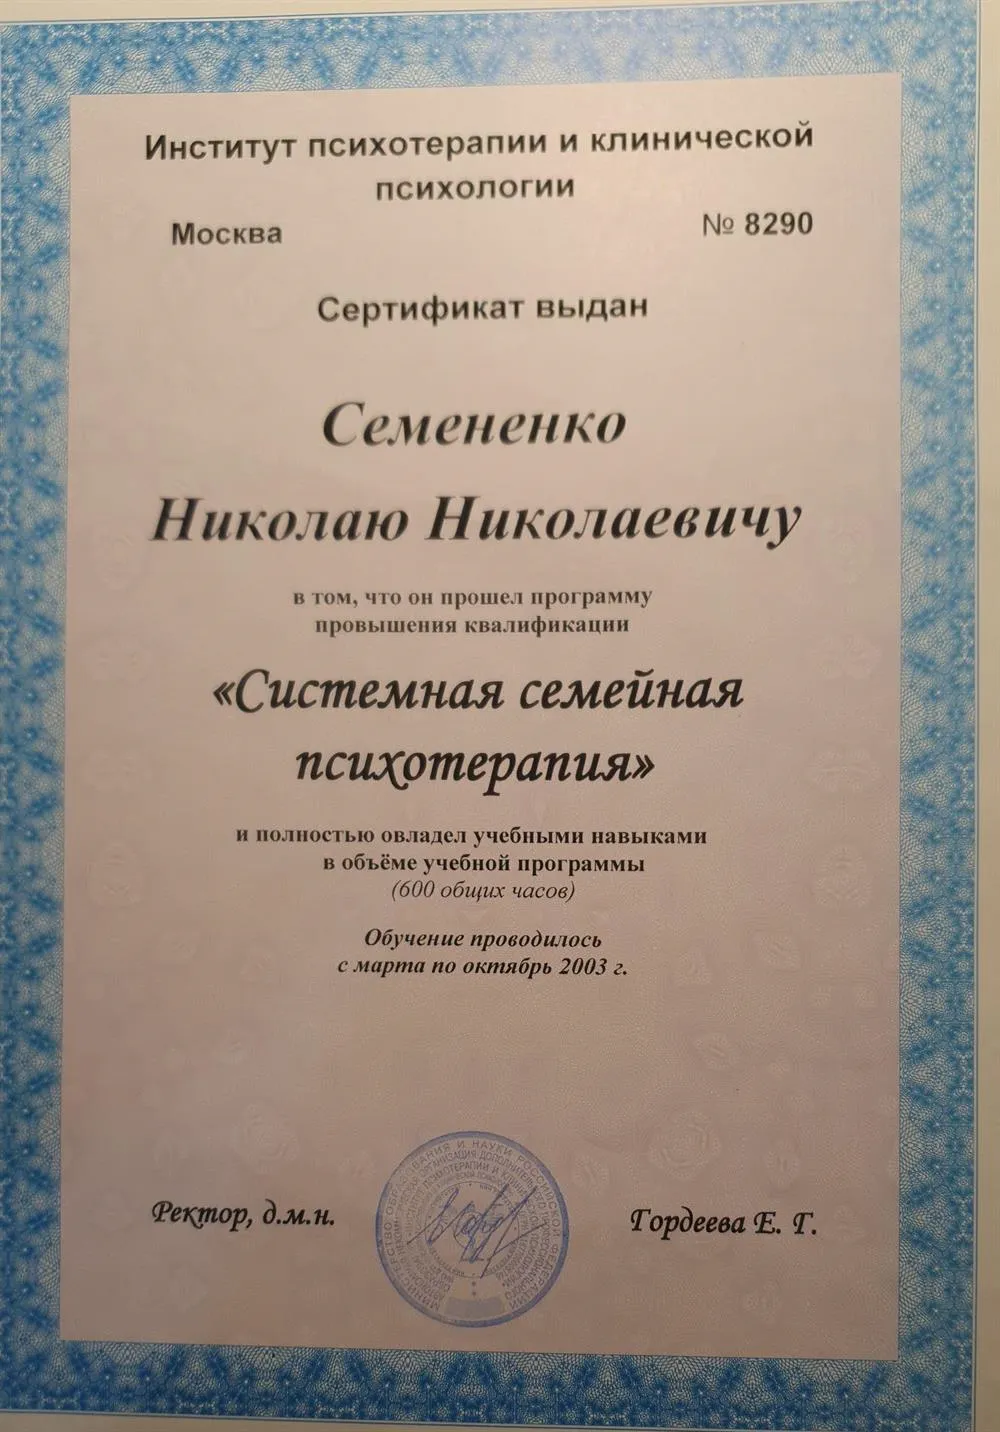 Институт психотерапии и клинической
психологии
Москва
№ 8290
Сертификат выдан
Семененко
Николаю Николаевичу
в том, что он прошел программу
провышения квалификации
«Системная семейная
психотерапия»
и полностью овладел учебными навыками
в объёме учебной программы
(600 общих часов)
Обучение проводилось
с марта по октябрь 2003 г.
Ректор, д.м.н.
Гордеева Е. Г.